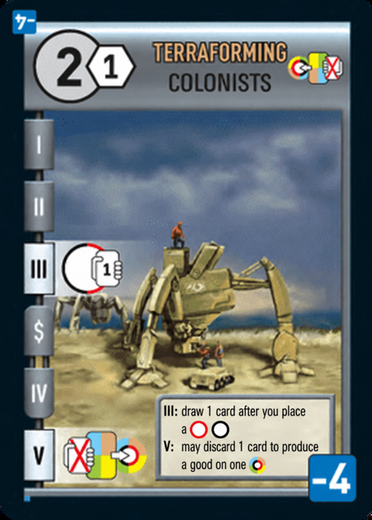 -4
2 1 TERRAFORMING
COLONISTS
I
II
III 1
$
IV
V
III: draw 1 card after you place
a
V: may discard 1 card to produce
a good on one
-4